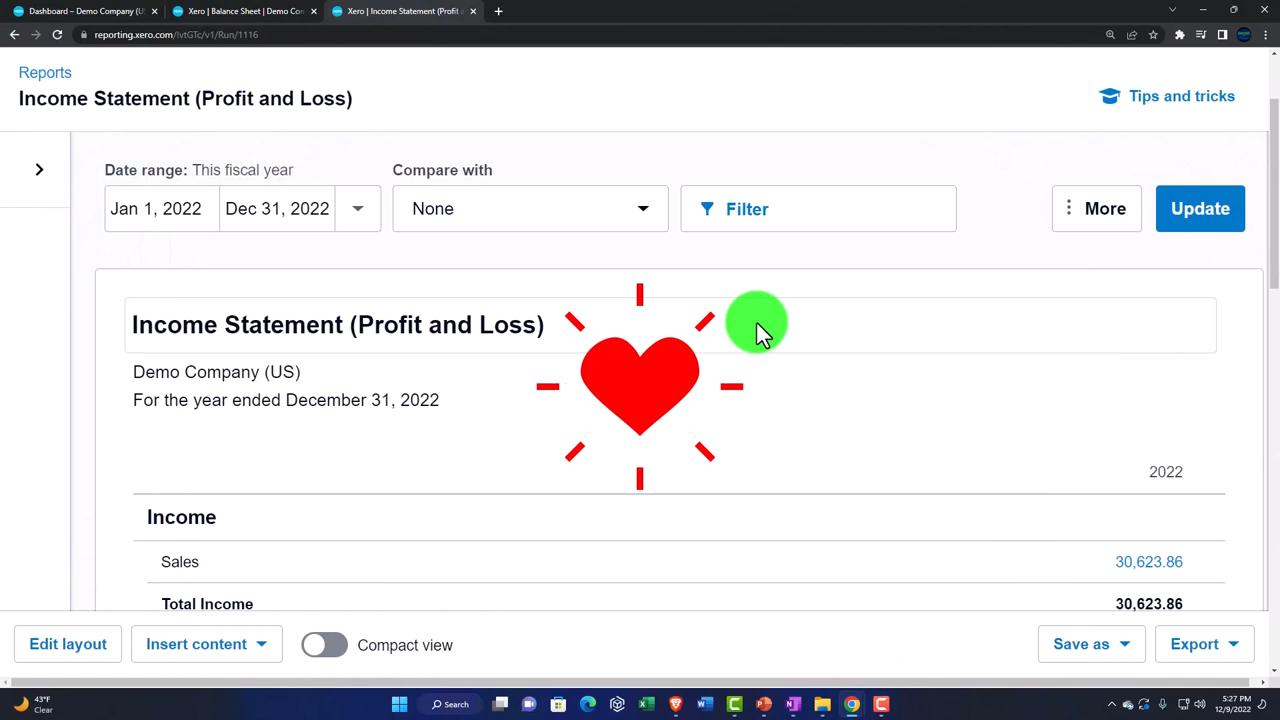 Dashboard – Demo Company (U
Xero | Balance Sheet | Demo Con
Xero | Income Statement (Profit a
reporting.xero.com/!vtGTc/v1/Run/1116
Reports
Income Statement (Profit and Loss)
Tips and tricks
Date range: This fiscal year
Compare with
Jan 1, 2022 Dec 31, 2022 None Filter More Update
Income Statement (Profit and Loss)
Demo Company (US)
For the year ended December 31, 2022
2022
Income
Sales 30,623.86
Total Income 30,623.86
Edit layout Insert content Compact view Save as Export
43°F
Clear
Search
5:27 PM
12/9/2022